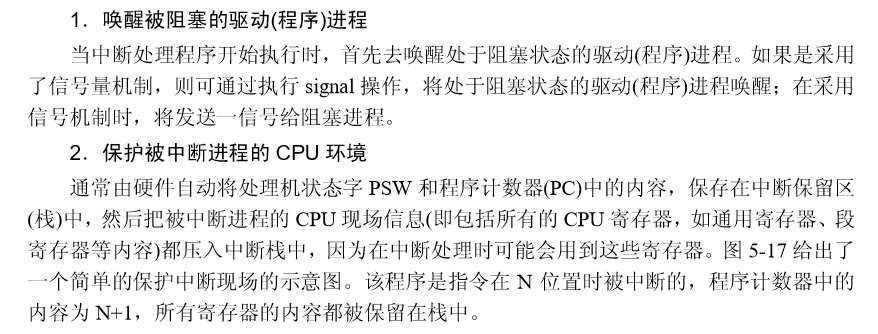 1．唤醒被阻塞的驱动(程序)进程
当中断处理程序开始执行时，首先去唤醒处于阻塞状态的驱动(程序)进程。如果是采用
了信号量机制，则可通过执行 signal 操作，将处于阻塞状态的驱动(程序)进程唤醒；在采用
信号机制时，将发送一信号给阻塞进程。
2．保护被中断进程的 CPU 环境
通常由硬件自动将处理机状态字 PSW 和程序计数器(PC)中的内容，保存在中断保留区
(栈)中，然后把被中断进程的 CPU 现场信息(即包括所有的 CPU 寄存器，如通用寄存器、段
寄存器等内容)都压入中断栈中，因为在中断处理时可能会用到这些寄存器。图 5-17 给出了
一个简单的保护中断现场的示意图。该程序是指令在 N 位置时被中断的，程序计数器中的
内容为 N+1，所有寄存器的内容都被保留在栈中。